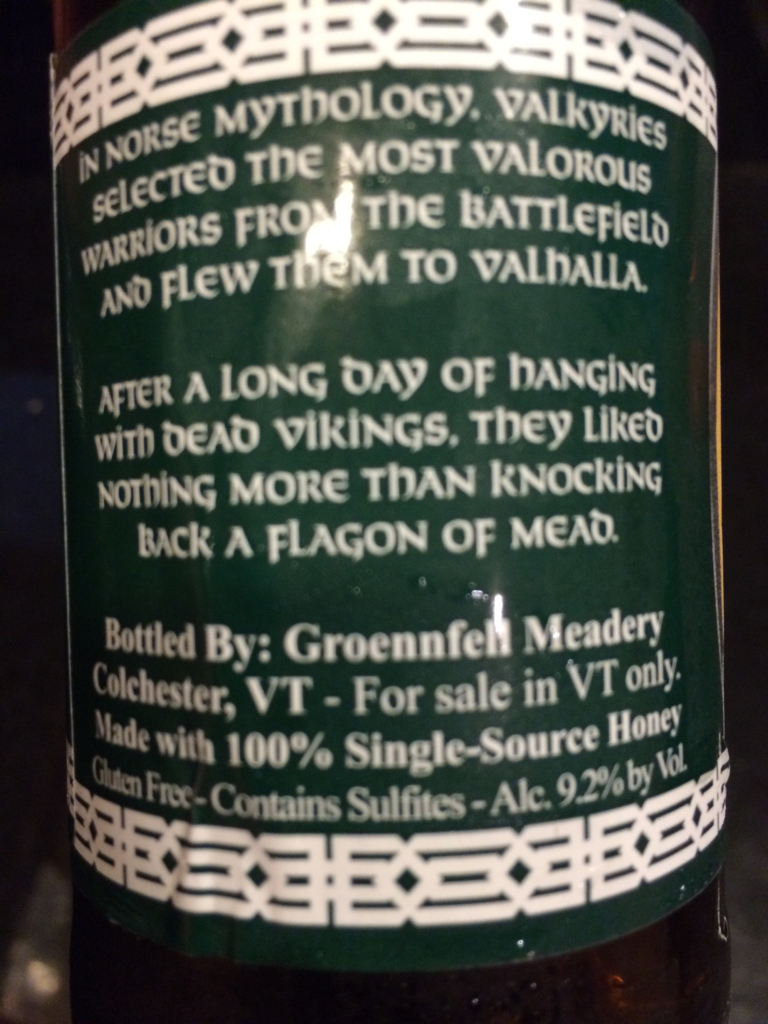 IN NORSE MYTHOLOGY, VALKYRIES
SELECTED THE MOST VALOROUS
WARRIORS FROM THE BATTLEFIELD
AND FLEW THEM TO VALHALLA.
AFTER A LONG DAY OF HANGING
WITH DEAD VIKINGS, THEY LIKED
NOTHING MORE THAN KNOCKING
BACK A FLAGON OF MEAD.
Bottled By: Groennfell Meadery
Colchester, VT - For sale in VT only.
Made with 100% Single-Source Honey
Gluten Free - Contains Sulfites - Alc. 9.2% by Vol.